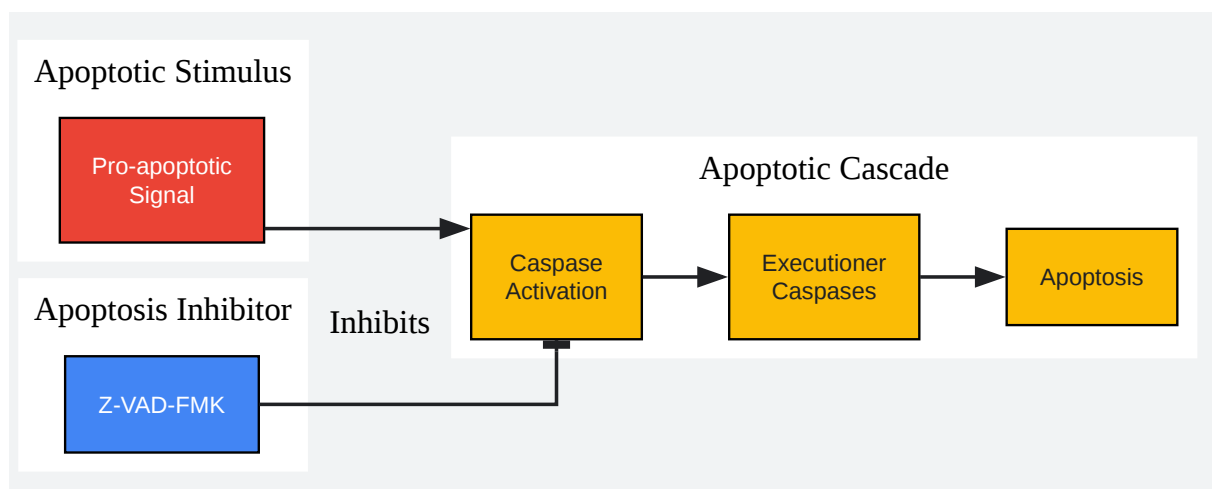 Apoptotic Stimulus
Pro-apoptotic
Signal
Apoptosis Inhibitor
Z-VAD-FMK
Inhibits
Apoptotic Cascade
Caspase
Activation
Executioner
Caspases
Apoptosis